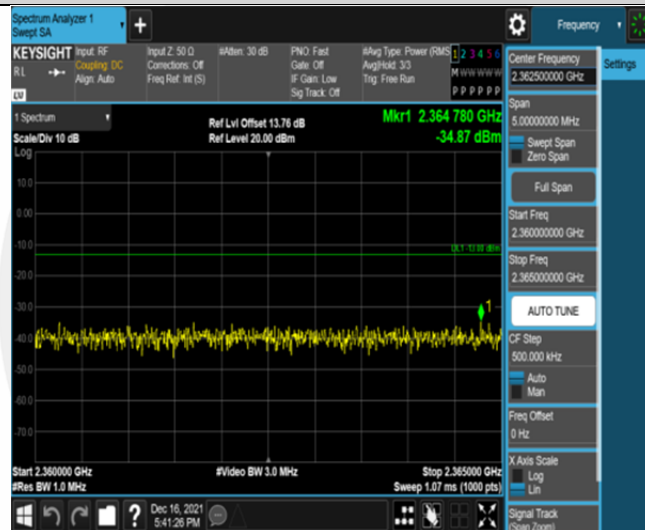 Spectrum Analyzer 1
Swept SA
+
Frequency
KEYSIGHT
RL
LXI
Input: RF
Coupling: DC
Align: Auto
Input Z: 50 Ω
Corrections: Off
Freq Ref: Int (S)
#Atten: 30 dB
PNO: Fast
Gate: Off
IF Gain: Low
Sig Track: Off
#Avg Type: Power (RMS
Avg|Hold: 3/3
Trig: Free Run
1 2 3 4 5 6
M W W W W W
P P P P P P
Center Frequency
2.362500000 GHz
Settings
Span
5.00000000 MHz
Swept Span
Zero Span
Full Span
Start Freq
2.360000000 GHz
Stop Freq
2.365000000 GHz
AUTO TUNE
CF Step
500.000 kHz
Auto
Man
Freq Offset
0 Hz
X Axis Scale
Log
Lin
Signal Track
(Span Zoom)
1 Spectrum
Scale/Div 10 dB
Log
Ref Lvl Offset 13.76 dB
Ref Level 20.00 dBm
Mkr1 2.364 780 GHz
-34.87 dBm
10.0
0.00
-10.0
DL1 -13.00 dBm
-20.0
-30.0
1
-40.0
-50.0
-60.0
-70.0
Start 2.360000 GHz
#Res BW 1.0 MHz
#Video BW 3.0 MHz
Stop 2.365000 GHz
Sweep 1.07 ms (1000 pts)
?
Dec 16, 2021
5:41:26 PM